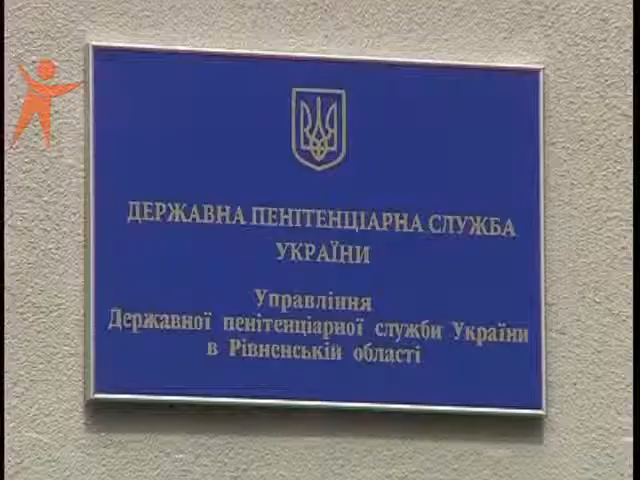 ДЕРЖАВНА ПЕНІТЕНЦІАРНА СЛУЖБА
УКРАЇНИ
Управління
Державної пенітенціарної служби України
в Рівненській області